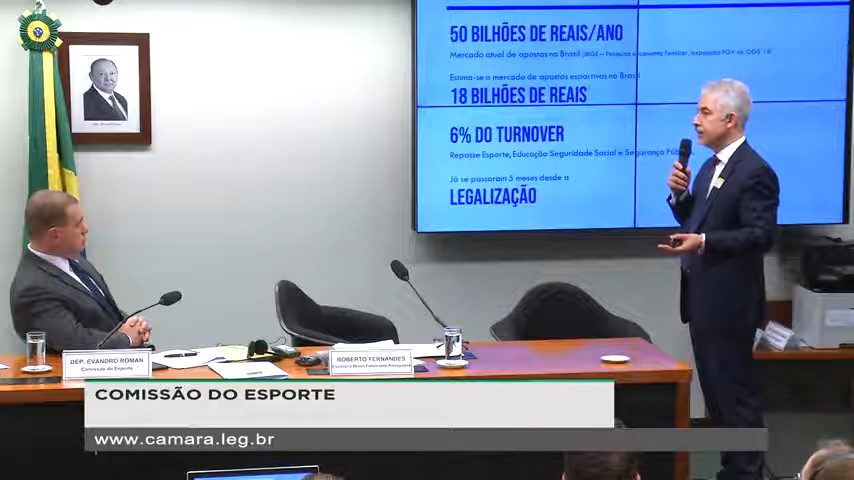 50 BILHÕES DE REAIS/ANO
Mercado atual de apostas no Brasil
Estima-se o mercado de apostas esportivas no Brasil
18 BILHÕES DE REAIS
6% DO TURNOVER
Repasse Esporte, Educação Seguridade Social e Segurança
Já se passaram 5 meses desde a
LEGALIZAÇÃO
DEP. EVANDRO ROMAN
Comissão do Esporte
ROBERTO FERNANDES
COMISSÃO DO ESPORTE
www.camara.leg.br